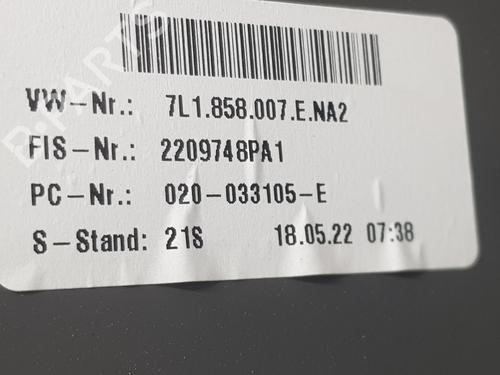 VW-Nr.: 7L1.858.007.E.NA2
FIS-Nr.: 2209748PA1
PC-Nr.: 020-033105-E
S-Stand: 21S 18.05.22 07:38
B-PARTS